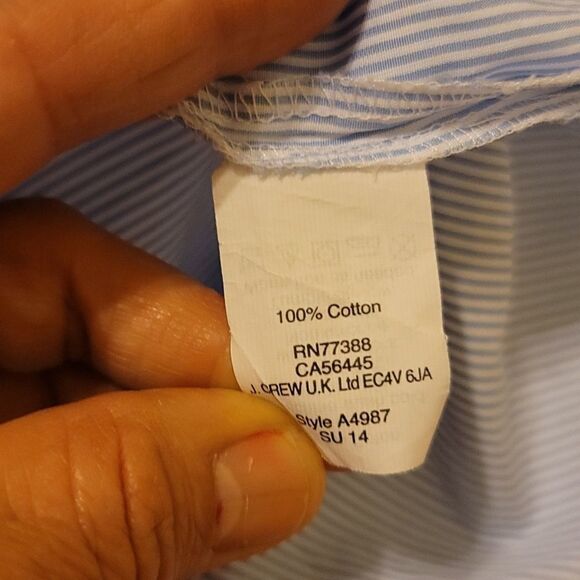 100% Cotton
RN77388
CA56445
J.CREW U.K. Ltd EC4V 6JA
Style A4987
SU 14